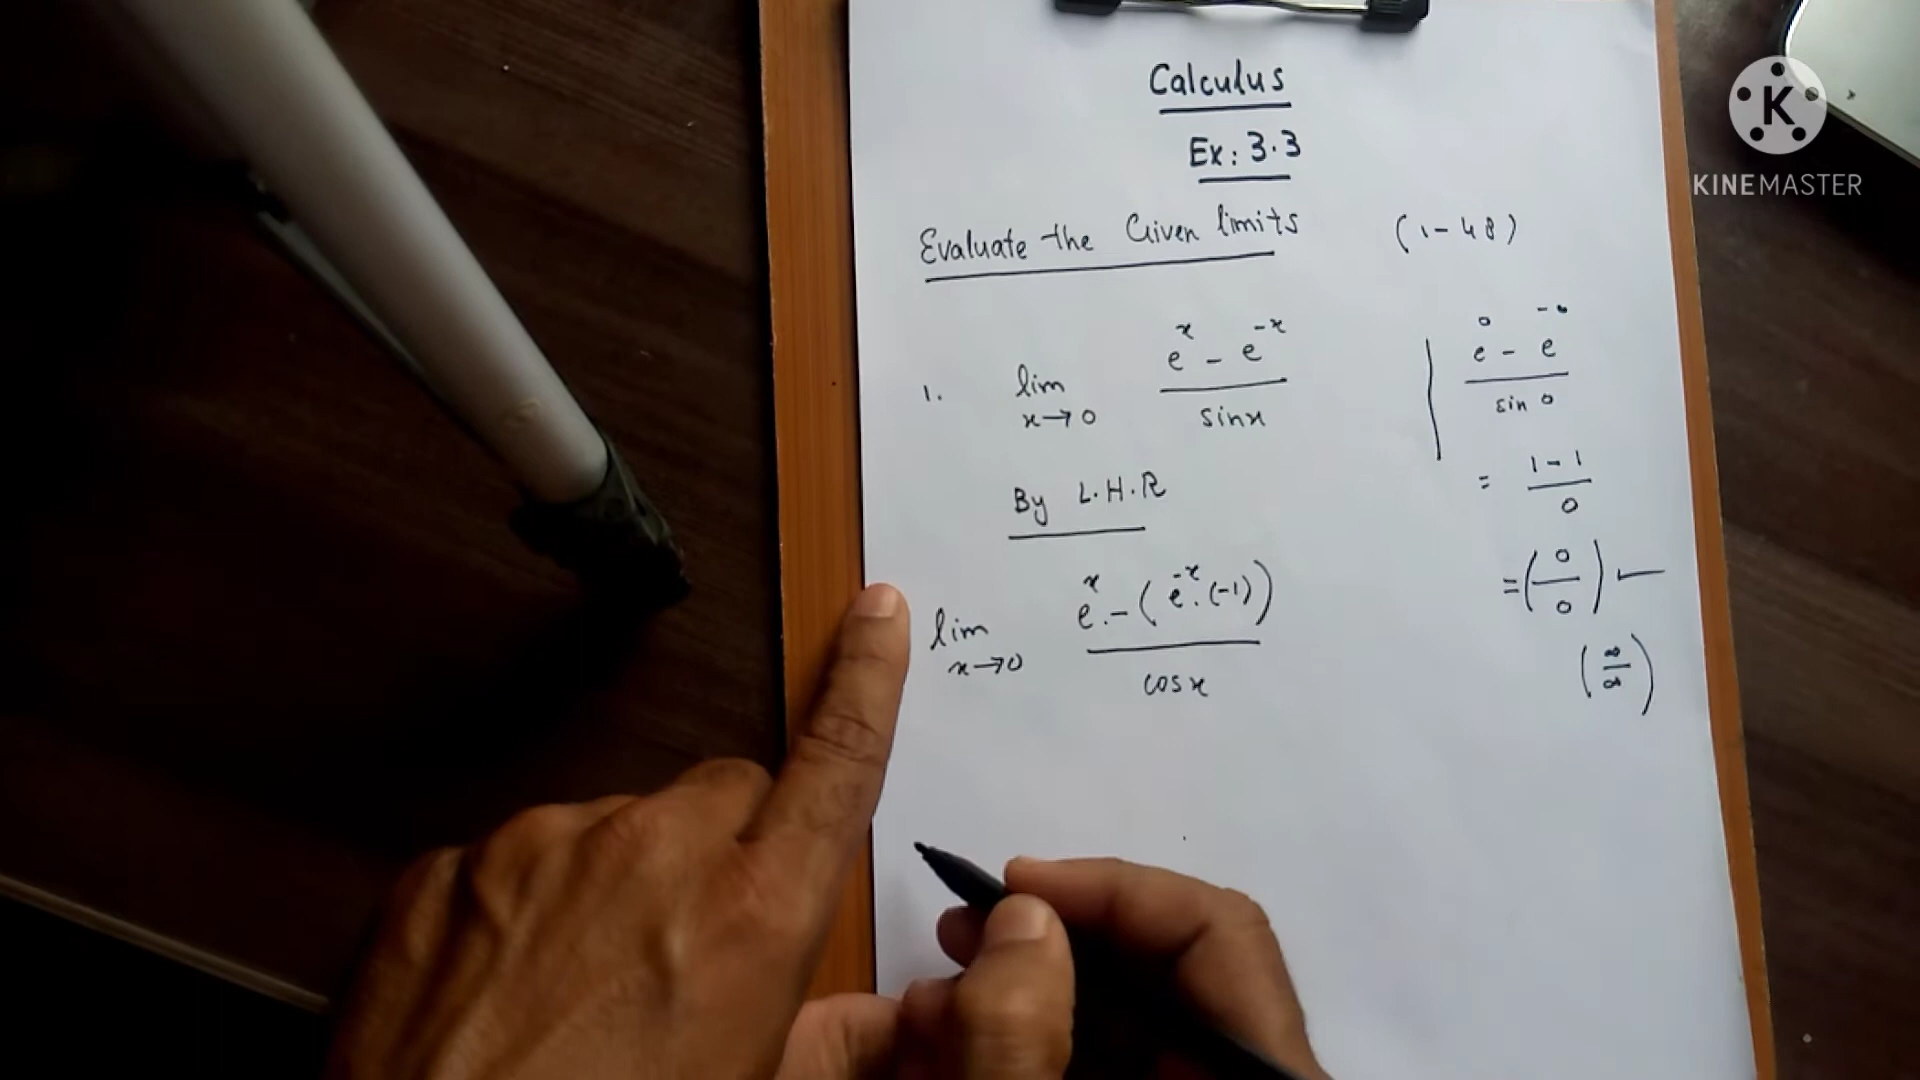 Calculus
Ex: 3.3
Evaluate the Given limits (1-48)
1. lim x→0 (e^x - e^-x) / sinx
e^0 - e^-0 / sin 0
= 1-1 / 0
By L.H.R
= (0/0) ✓
lim x→0 (e^x. - (e^-x. (-1))) / cosx
(∞/∞)
K
KINEMASTER